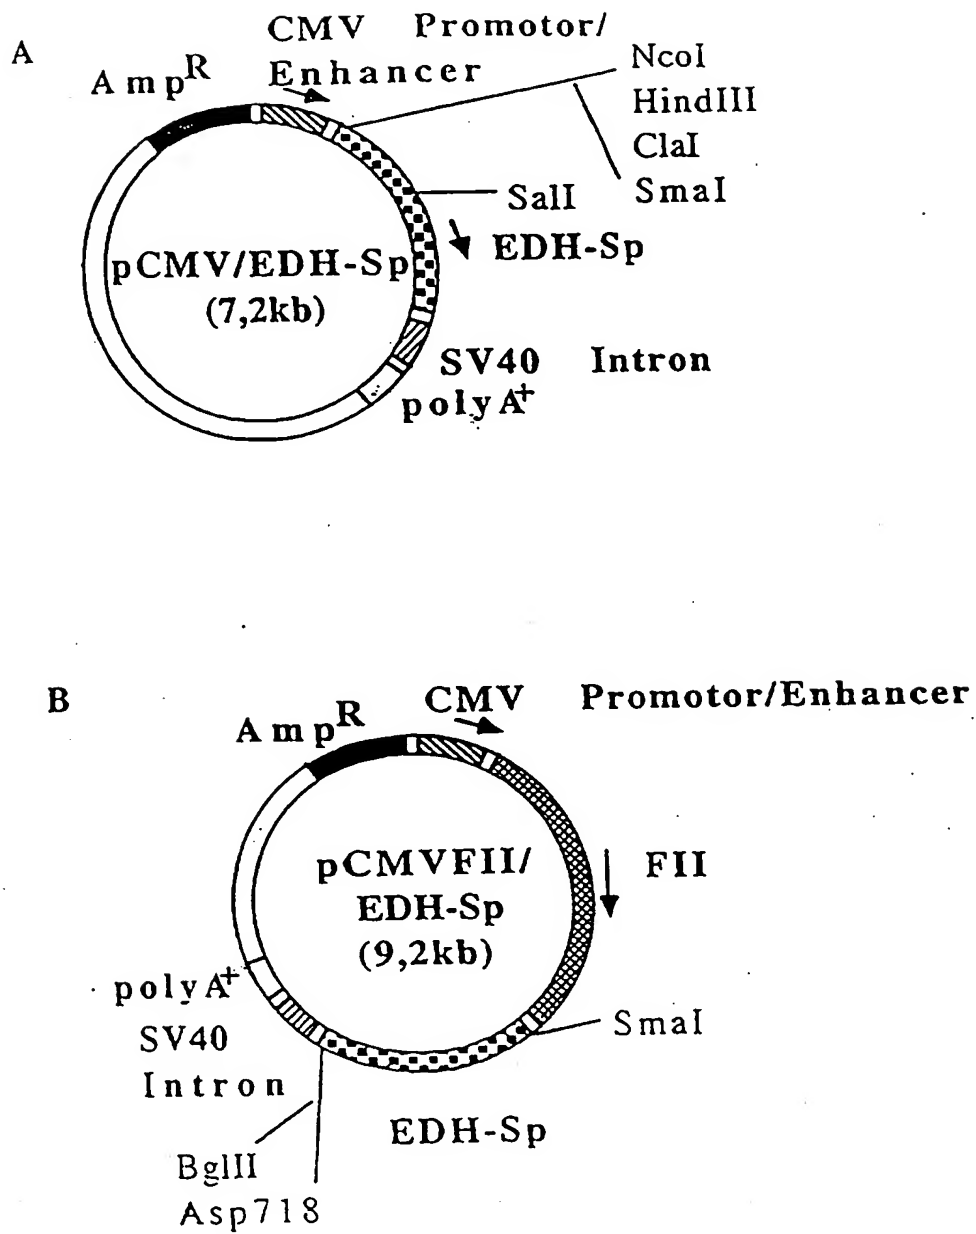 A
CMV Promotor/
Enhancer
AmpR
NcoI
HindIII
ClaI
SmaI
SalI
EDH-Sp
pCMV/EDH-Sp
(7,2kb)
SV40 Intron
polyA+
B
CMV Promotor/Enhancer
AmpR
pCMVFII/
EDH-Sp
(9,2kb)
FII
SmaI
polyA+
SV40
Intron
EDH-Sp
BglII
Asp718